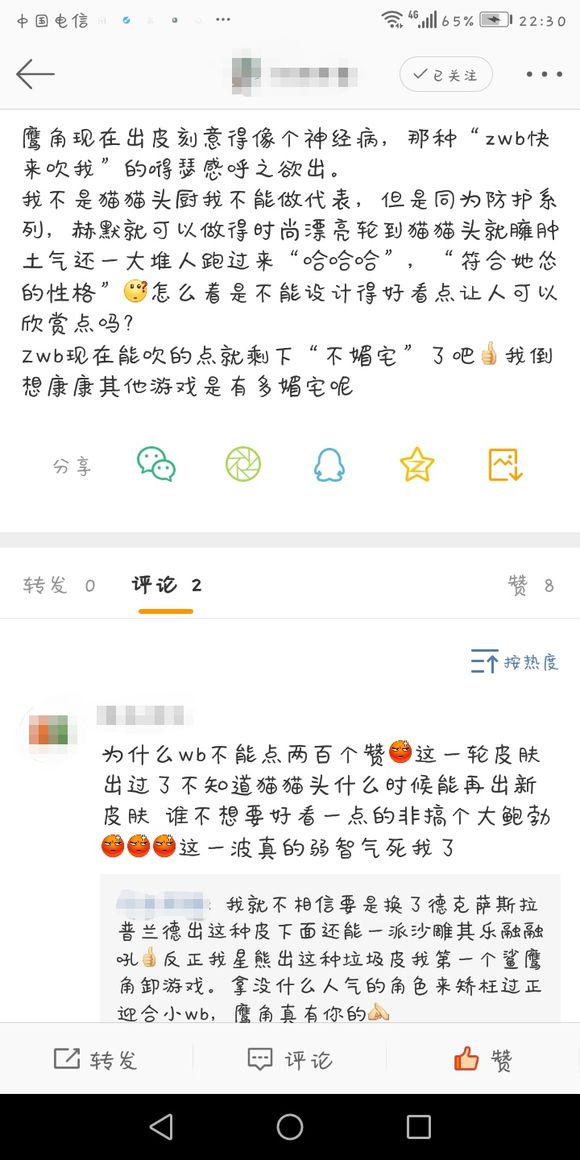 中国电信 4G 65% 22:30
已关注
鹰角现在出皮刻意得像个神经病，那种“zwb快
来吹我”的嘚瑟感呼之欲出。
我不是猫猫头厨我不能做代表，但是同为防护系
列，赫默就可以做得时尚漂亮轮到猫猫头就臃肿
土气还一大堆人跑过来“哈哈哈”，“符合她怂
的性格”🤔怎么着是不能设计得好看点让人可以
欣赏点吗？
zwb现在能吹的点就剩下“不媚宅”了吧👍我倒
想康康其他游戏是有多媚宅呢
分享
转发 0 评论 2 赞 8
按热度
为什么wb不能点两百个赞😡这一轮皮肤
出过了不知道猫猫头什么时候能再出新
皮肤 谁不想要好看一点的非搞个大鲍勃
😡😡😡这一波真的弱智气死我了
：我就不相信要是换了德克萨斯拉
普兰德出这种皮下面还能一派沙雕其乐融融
吼👍反正我星熊出这种垃圾皮我第一个鲨鹰
角卸游戏。拿没什么人气的角色来矫枉过正
迎合小wb，鹰角真有你的
转发 评论 赞